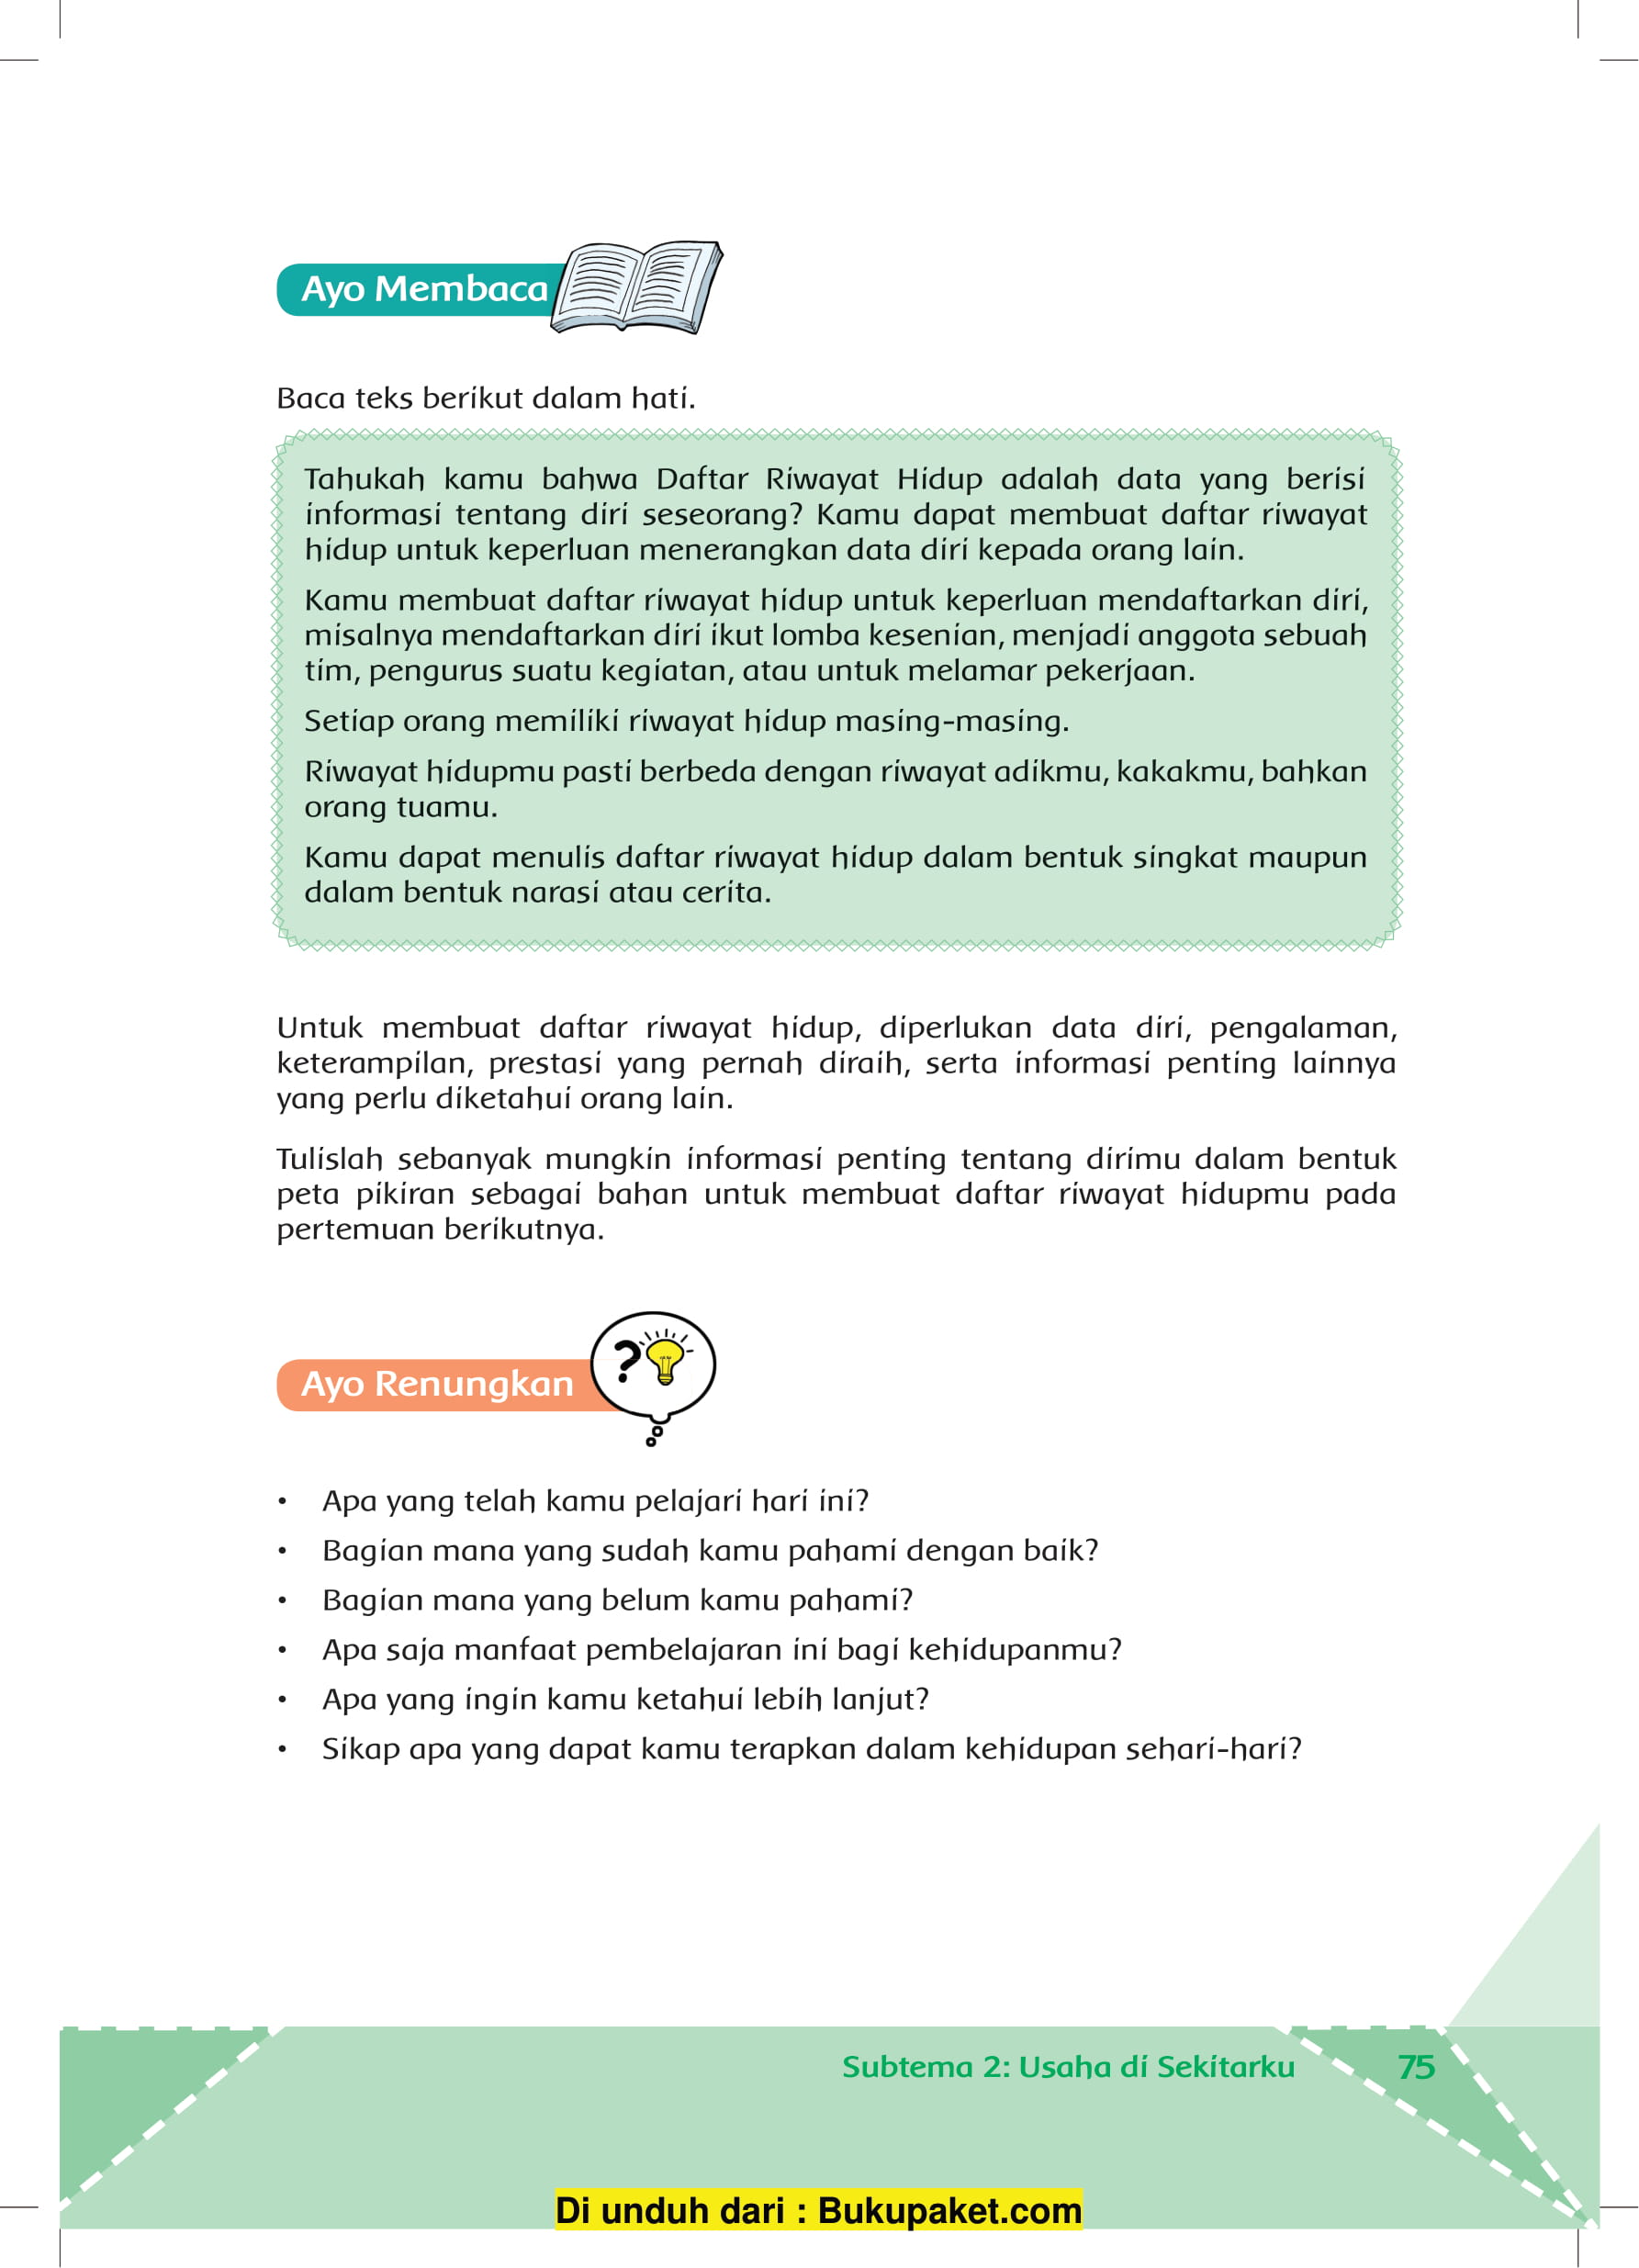 Ayo Membaca
Baca teks berikut dalam hati.
Tahukah kamu bahwa Daftar Riwayat Hidup adalah data yang berisi
informasi tentang diri seseorang? Kamu dapat membuat daftar riwayat
hidup untuk keperluan menerangkan data diri kepada orang lain.
Kamu membuat daftar riwayat hidup untuk keperluan mendaftarkan diri,
misalnya mendaftarkan diri ikut lomba kesenian, menjadi anggota sebuah
tim, pengurus suatu kegiatan, atau untuk melamar pekerjaan.
Setiap orang memiliki riwayat hidup masing-masing.
Riwayat hidupmu pasti berbeda dengan riwayat adikmu, kakakmu, bahkan
orang tuamu.
Kamu dapat menulis daftar riwayat hidup dalam bentuk singkat maupun
dalam bentuk narasi atau cerita.
Untuk membuat daftar riwayat hidup, diperlukan data diri, pengalaman,
keterampilan, prestasi yang pernah diraih, serta informasi penting lainnya
yang perlu diketahui orang lain.
Tulislah sebanyak mungkin informasi penting tentang dirimu dalam bentuk
peta pikiran sebagai bahan untuk membuat daftar riwayat hidupmu pada
pertemuan berikutnya.
?
Ayo Renungkan
• Apa yang telah kamu pelajari hari ini?
• Bagian mana yang sudah kamu pahami dengan baik?
• Bagian mana yang belum kamu pahami?
• Apa saja manfaat pembelajaran ini bagi kehidupanmu?
• Apa yang ingin kamu ketahui lebih lanjut?
• Sikap apa yang dapat kamu terapkan dalam kehidupan sehari-hari?
Subtema 2: Usaha di Sekitarku 75
Di unduh dari : Bukupaket.com